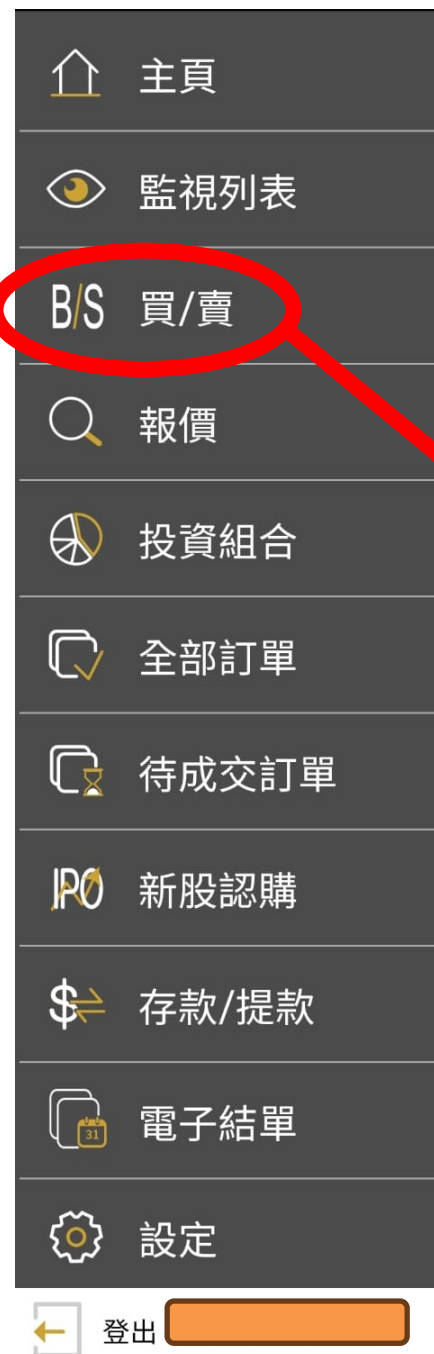 主頁
監視列表
B/S 買/賣
報價
投資組合
全部訂單
待成交訂單
IPO 新股認購
$ 存款/提款
31 電子結單
設定
登出